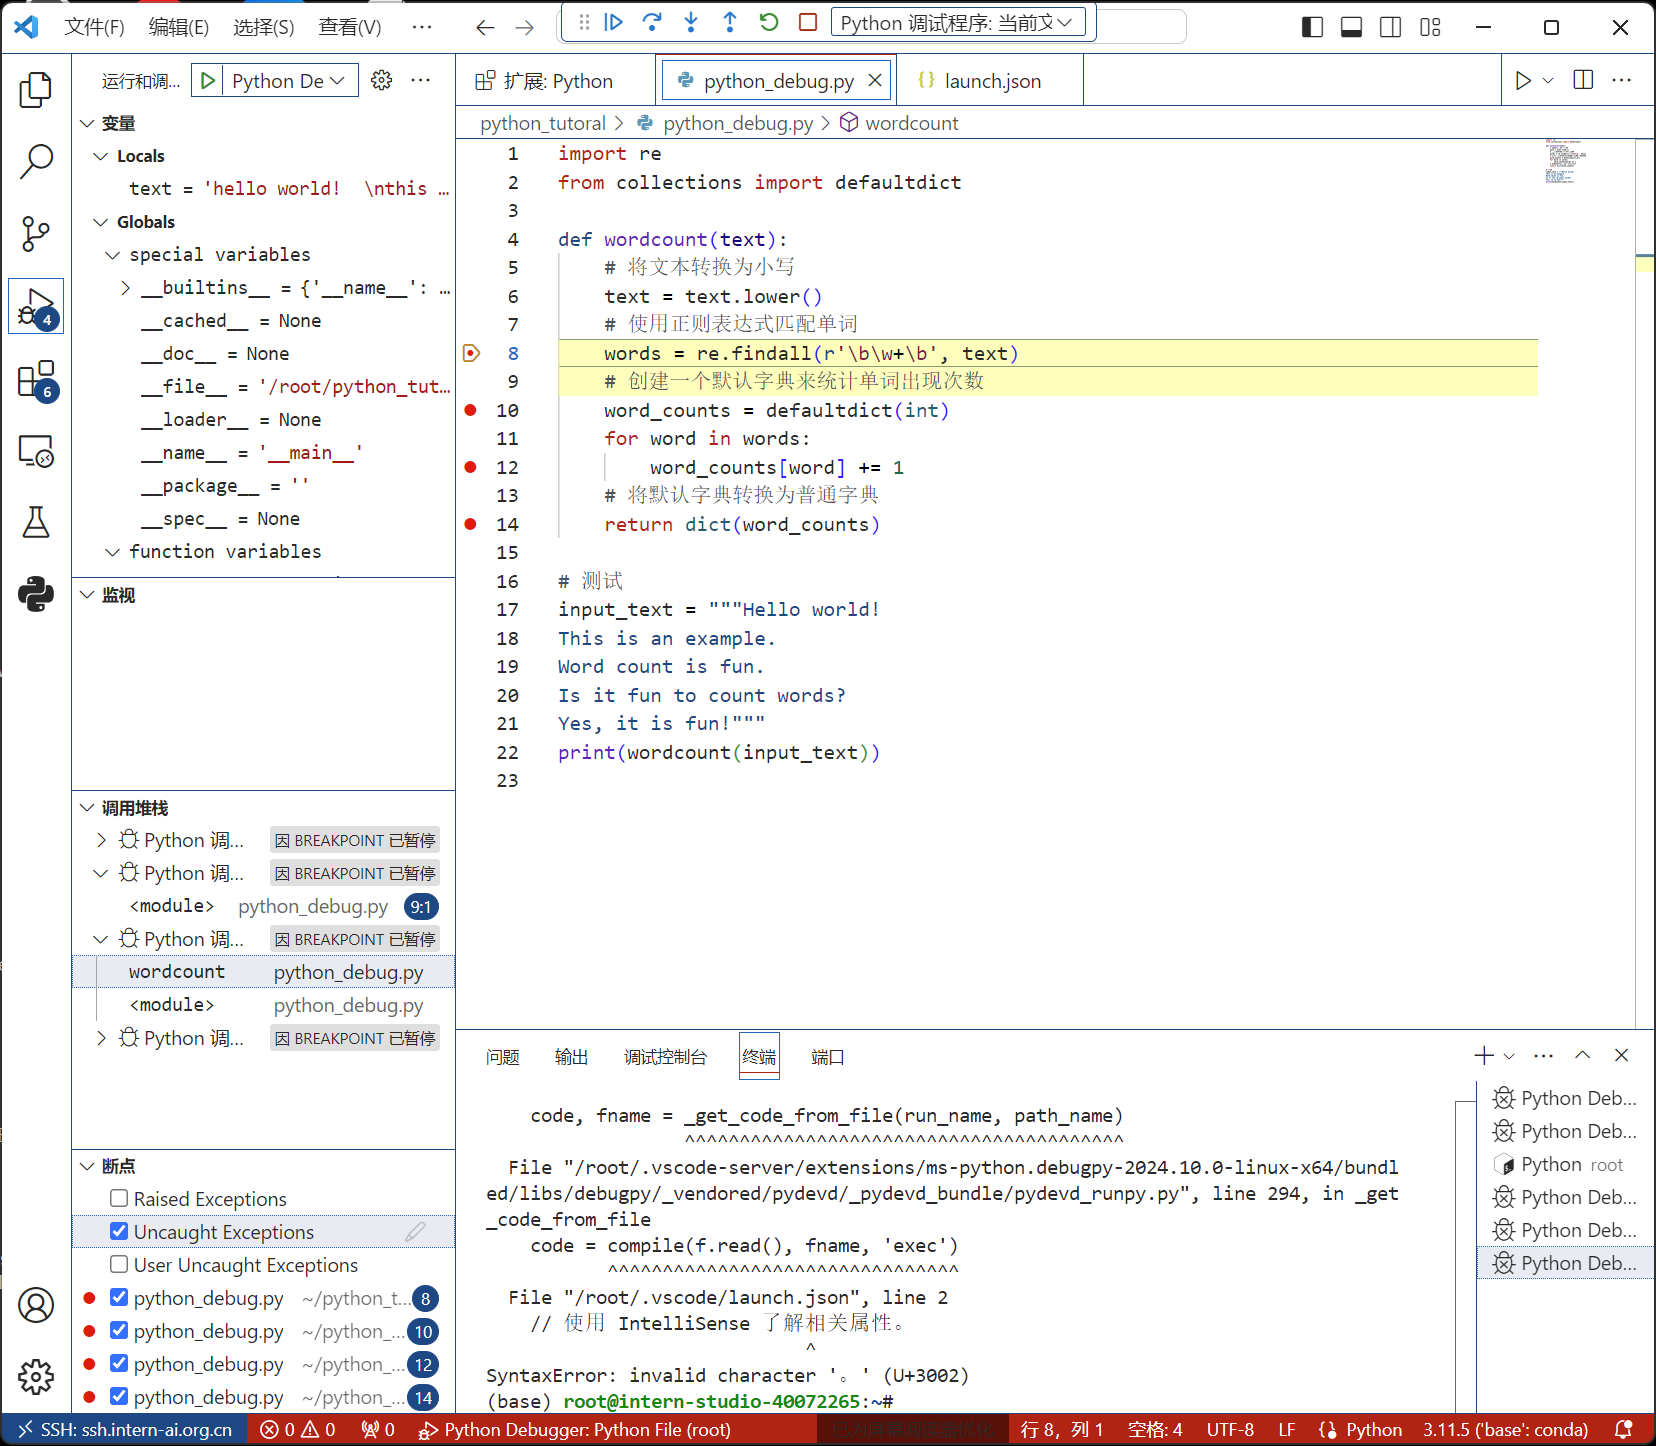 文件(F) 编辑(E) 选择(S) 查看(V) ··· Python 调试程序: 当前文
运行和调... Python De ···
扩展: Python python_debug.py launch.json ···
python_tutoral > python_debug.py > wordcount
变量
Locals
text = 'hello world!  \nthis …
Globals
special variables
__builtins__ = {'__name__': …
__cached__ = None
__doc__ = None
__file__ = '/root/python_tut…
__loader__ = None
__name__ = '__main__'
__package__ = ''
__spec__ = None
function variables
4
6
监视
调用堆栈
Python 调... 因 BREAKPOINT 已暂停
Python 调... 因 BREAKPOINT 已暂停
<module> python_debug.py 9:1
Python 调... 因 BREAKPOINT 已暂停
wordcount python_debug.py
<module> python_debug.py
Python 调... 因 BREAKPOINT 已暂停
断点
Raised Exceptions
Uncaught Exceptions
User Uncaught Exceptions
python_debug.py ~/python_t... 8
python_debug.py ~/python_... 10
python_debug.py ~/python_... 12
python_debug.py ~/python_... 14
1 import re
2 from collections import defaultdict
3
4 def wordcount(text):
5     # 将文本转换为小写
6     text = text.lower()
7     # 使用正则表达式匹配单词
8     words = re.findall(r'\b\w+\b', text)
9     # 创建一个默认字典来统计单词出现次数
10     word_counts = defaultdict(int)
11     for word in words:
12         word_counts[word] += 1
13     # 将默认字典转换为普通字典
14     return dict(word_counts)
15
16 # 测试
17 input_text = """Hello world!
18 This is an example.
19 Word count is fun.
20 Is it fun to count words?
21 Yes, it is fun!"""
22 print(wordcount(input_text))
23
问题 输出 调试控制台 终端 端口 ···
    code, fname = _get_code_from_file(run_name, path_name)
                  ^^^^^^^^^^^^^^^^^^^^^^^^^^^^^^^^^^^^^^^^
  File "/root/.vscode-server/extensions/ms-python.debugpy-2024.10.0-linux-x64/bundl
ed/libs/debugpy/_vendored/pydevd/_pydevd_bundle/pydevd_runpy.py", line 294, in _get
_code_from_file
    code = compile(f.read(), fname, 'exec')
           ^^^^^^^^^^^^^^^^^^^^^^^^^^^^^^^^
  File "/root/.vscode/launch.json", line 2
    // 使用 IntelliSense 了解相关属性。
                             ^
SyntaxError: invalid character '。' (U+3002)
(base) root@intern-studio-40072265:~#
Python Deb...
Python Deb...
Python root
Python Deb...
Python Deb...
Python Deb...
SSH: ssh.intern-ai.org.cn 0 0 0 Python Debugger: Python File (root) 已为屏幕阅读器优化 行 8，列 1 空格: 4 UTF-8 LF Python 3.11.5 ('base': conda)